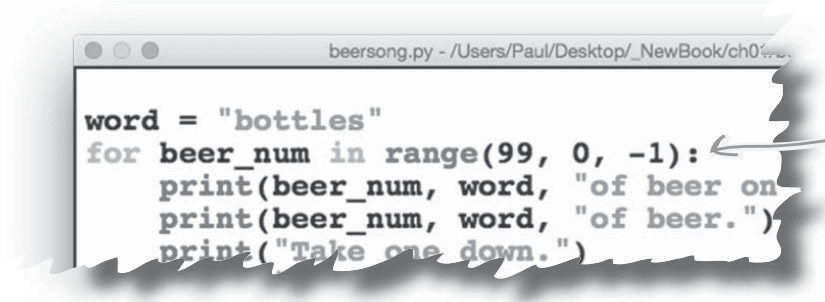 beersong.py - /Users/Paul/Desktop/_NewBook/ch01/
word = "bottles"
for beer_num in range(99, 0, -1):
    print(beer_num, word, "of beer on
    print(beer_num, word, "of beer.")
    print("Take one down.")